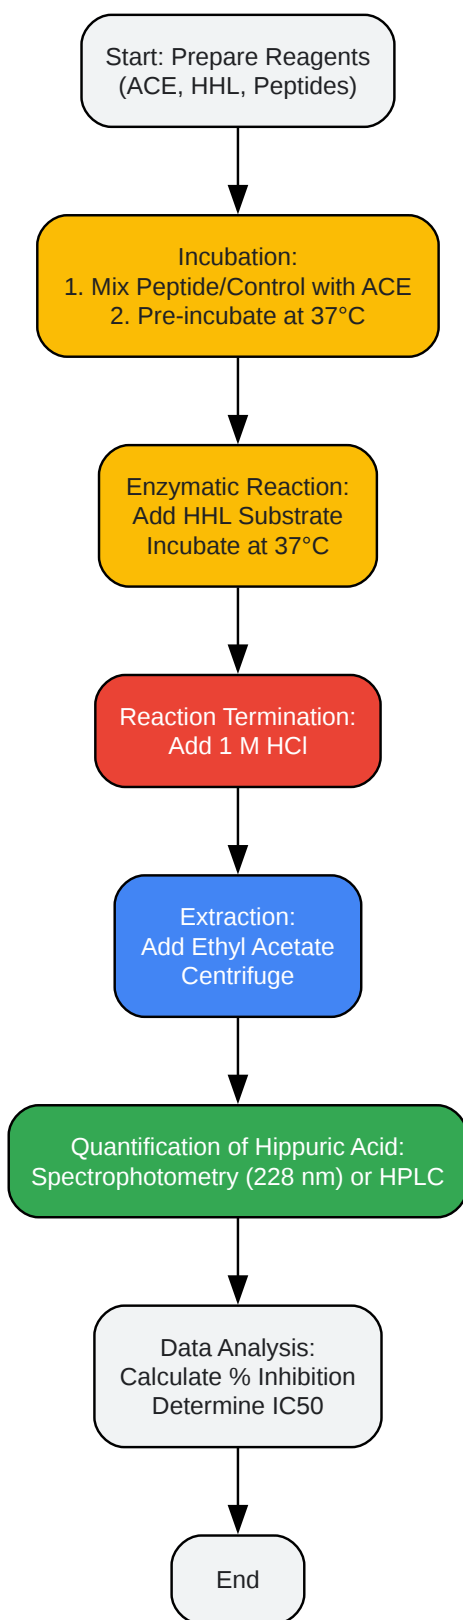 Start: Prepare Reagents
(ACE, HHL, Peptides)
Incubation:
1. Mix Peptide/Control with ACE
2. Pre-incubate at 37°C
Enzymatic Reaction:
Add HHL Substrate
Incubate at 37°C
Reaction Termination:
Add 1 M HCl
Extraction:
Add Ethyl Acetate
Centrifuge
Quantification of Hippuric Acid:
Spectrophotometry (228 nm) or HPLC
Data Analysis:
Calculate % Inhibition
Determine IC50
End